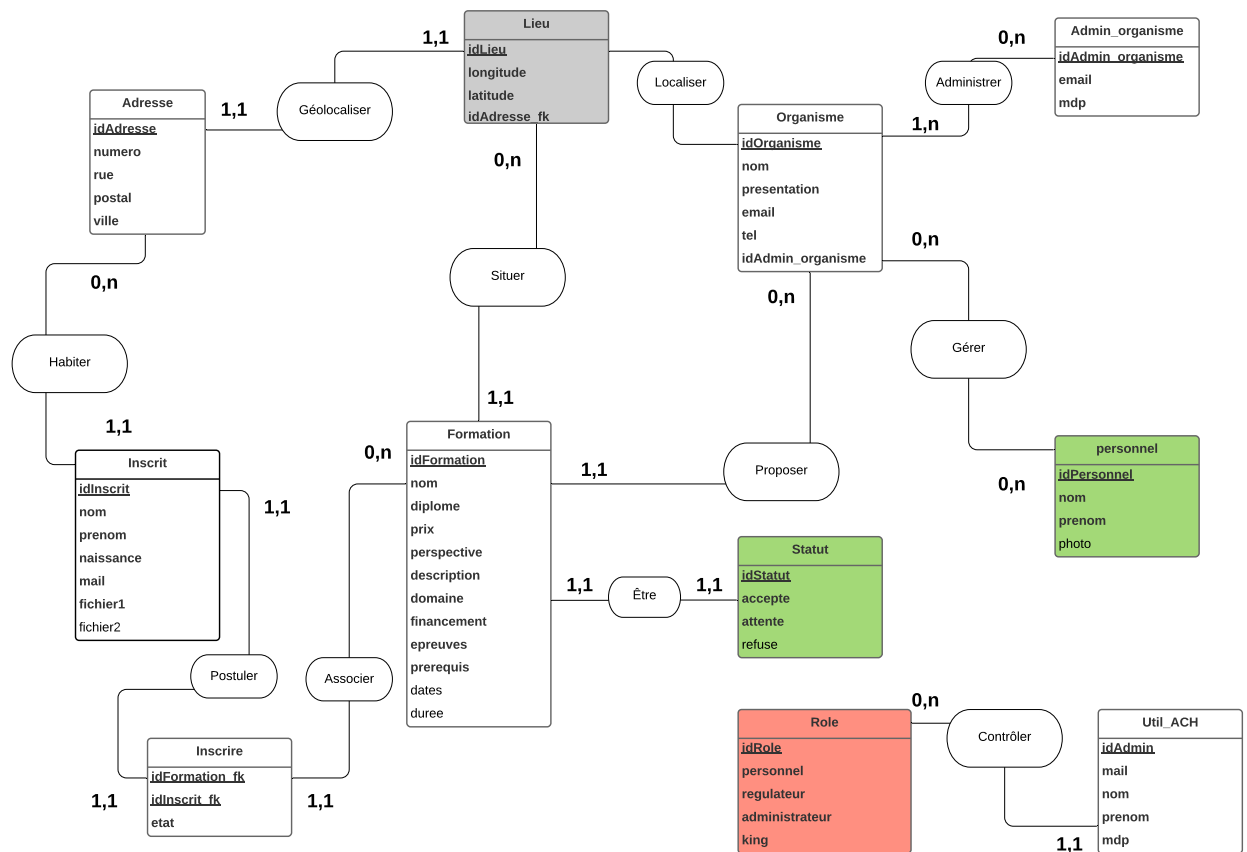 Lieu
idLieu
longitude
latitude
idAdresse_fk
1,1
Géolocaliser
1,1
Adresse
idAdresse
numero
rue
postal
ville
Localiser
0,n
Admin_organisme
idAdmin_organisme
email
mdp
Administrer
1,n
Organisme
idOrganisme
nom
presentation
email
tel
idAdmin_organisme
0,n
Situer
1,1
0,n
Habiter
1,1
0,n
0,n
Gérer
0,n
personnel
idPersonnel
nom
prenom
photo
Inscrit
idInscrit
nom
prenom
naissance
mail
fichier1
fichier2
1,1
0,n
Formation
idFormation
nom
diplome
prix
perspective
description
domaine
financement
epreuves
prerequis
dates
duree
1,1
Proposer
1,1
Être
1,1
Statut
idStatut
accepte
attente
refuse
Postuler
Associer
1,1
Inscrire
idFormation_fk
idInscrit_fk
etat
1,1
Role
idRole
personnel
regulateur
administrateur
king
0,n
Contrôler
1,1
Util_ACH
idAdmin
mail
nom
prenom
mdp